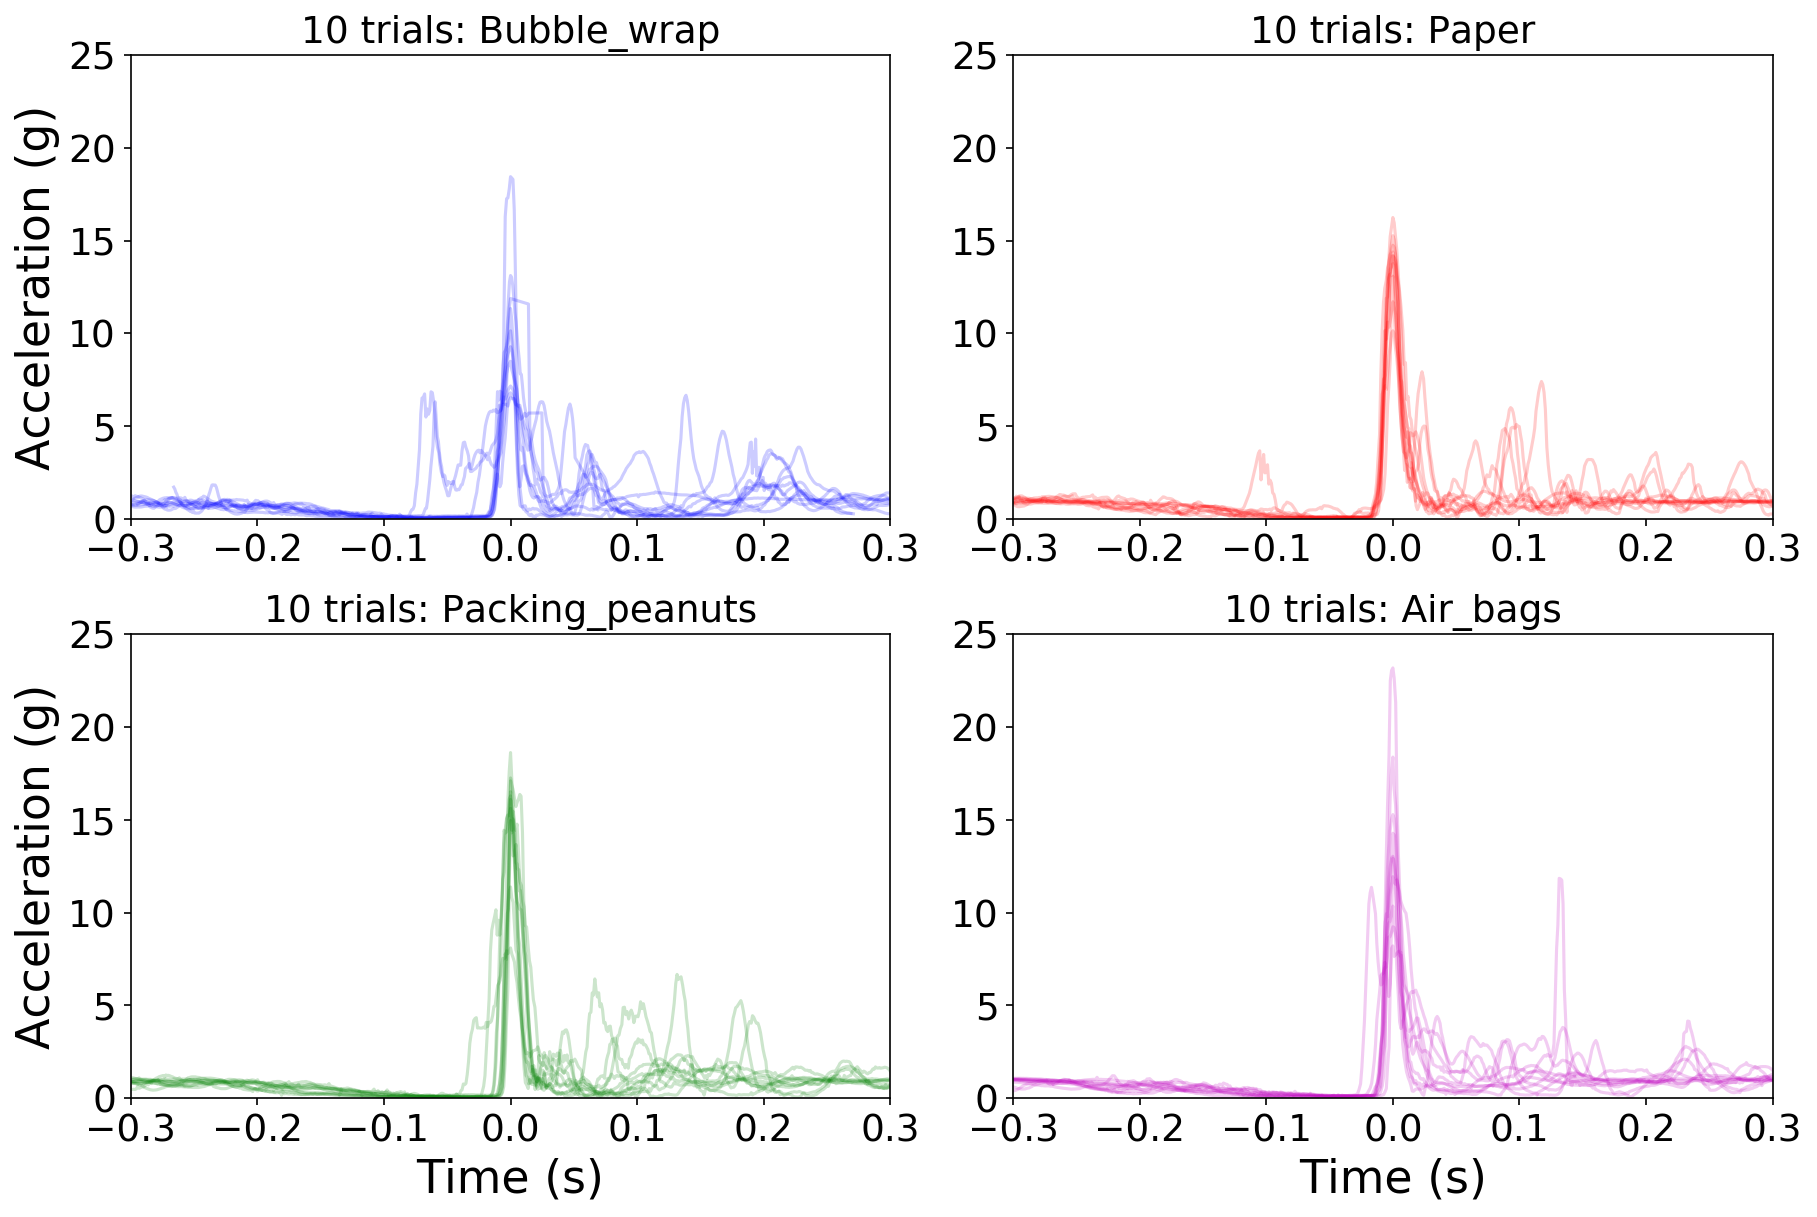 10 trials: Bubble_wrap
Acceleration (g)
25
20
15
10
5
0
−0.3 −0.2 −0.1 0.0 0.1 0.2 0.3
10 trials: Paper
25
20
15
10
5
0
−0.3 −0.2 −0.1 0.0 0.1 0.2 0.3
10 trials: Packing_peanuts
Acceleration (g)
25
20
15
10
5
0
−0.3 −0.2 −0.1 0.0 0.1 0.2 0.3
Time (s)
10 trials: Air_bags
25
20
15
10
5
0
−0.3 −0.2 −0.1 0.0 0.1 0.2 0.3
Time (s)